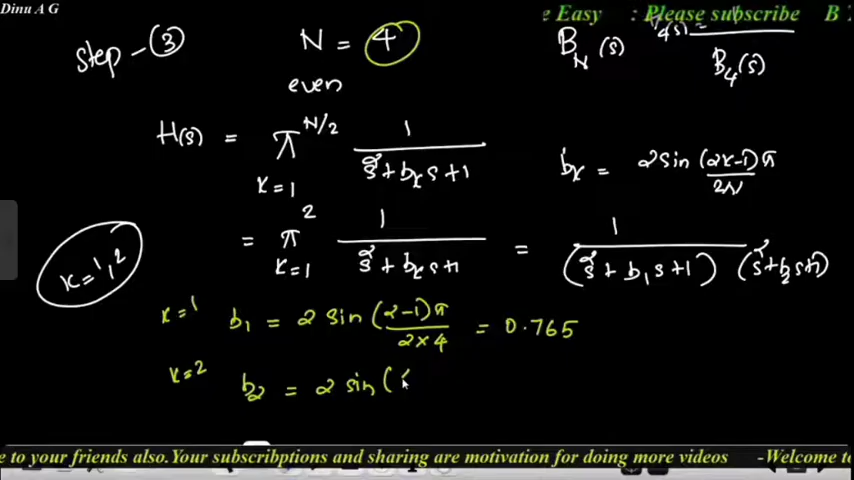 Dinu A G
e Easy : Please subscribe B
step - ③ N = 4
even
B_N(s)
B_4(s)
H(s) = π^{N/2}_{K=1} 1/(s²+b_K s+1)
b_K = 2 sin (2K-1)π/2N
= π^{2}_{K=1} 1/(s²+b_K s+1) = 1/((s²+b_1 s+1) (s²+b_2 s+1))
K=1,2
K=1 b_1 = 2 sin (2-1)π/(2×4) = 0.765
K=2 b_2 = 2 sin (
e to your friends also.Your subscribptions and sharing are motivation for doing more videos -Welcome to